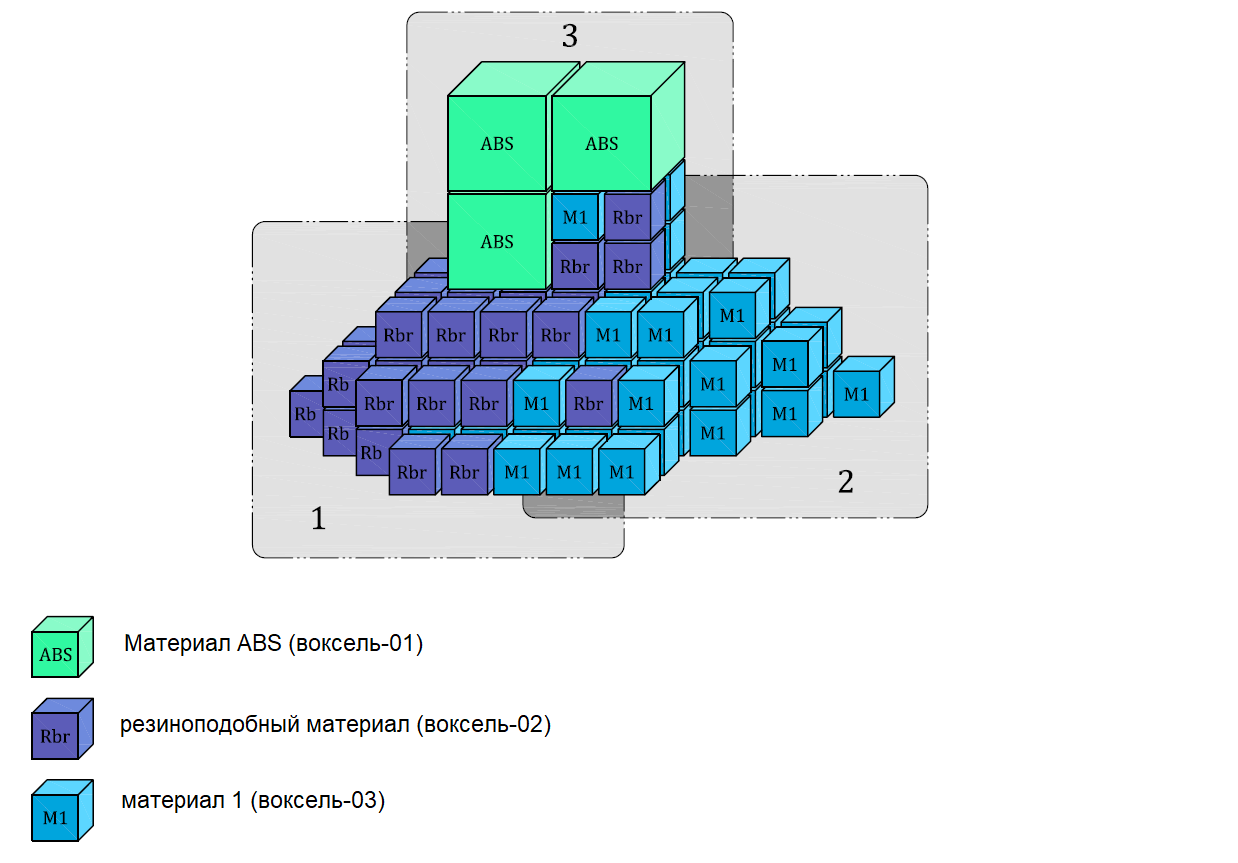 3
ABS ABS
ABS M1 Rbr
Rbr Rbr
M1
Rbr Rbr Rbr Rbr M1 M1
M1
M1
Rb Rbr Rbr Rbr M1 Rbr M1 M1
Rb M1
Rb M1
Rb Rbr Rbr M1 M1 M1
2
1
ABS Материал ABS (воксель-01)
Rbr резиноподобный материал (воксель-02)
M1 материал 1 (воксель-03)